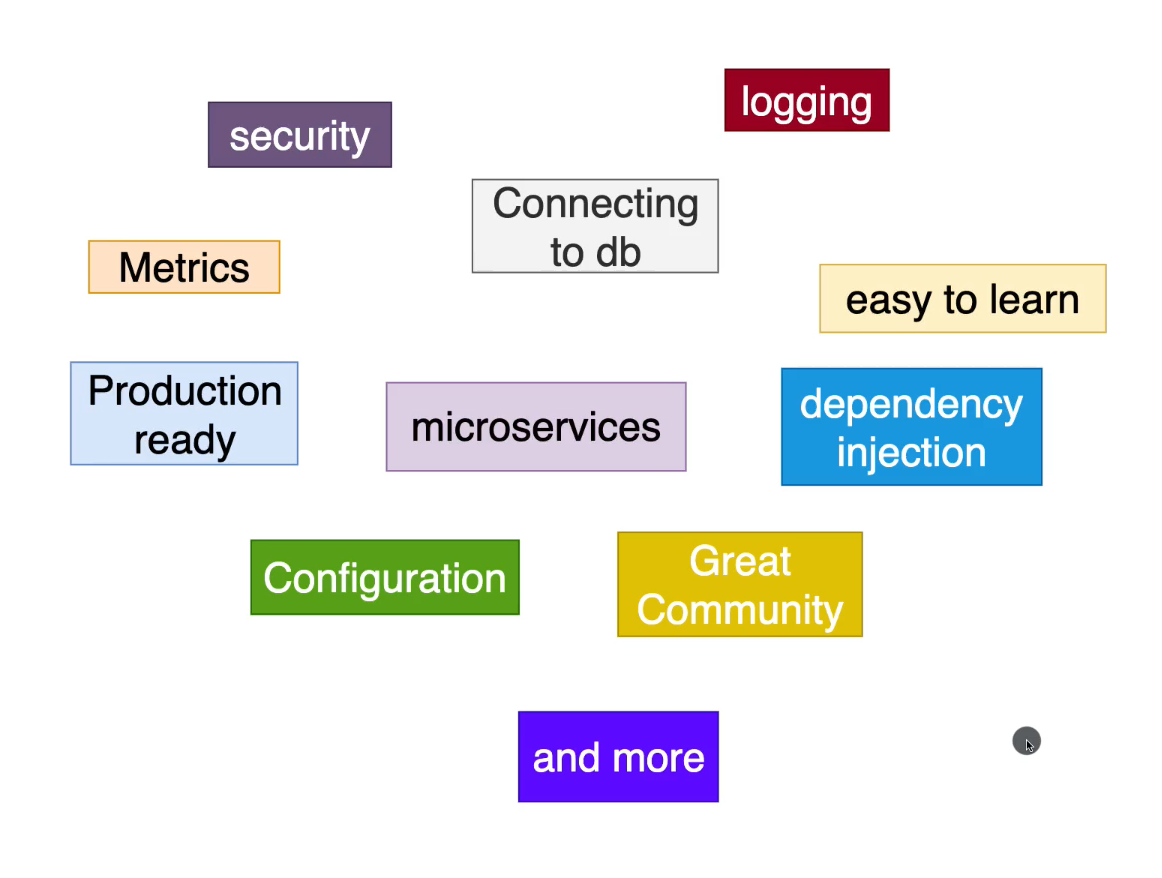 logging
security
Connecting
to db
Metrics
easy to learn
Production
ready
microservices
dependency
injection
Configuration
Great
Community
and more